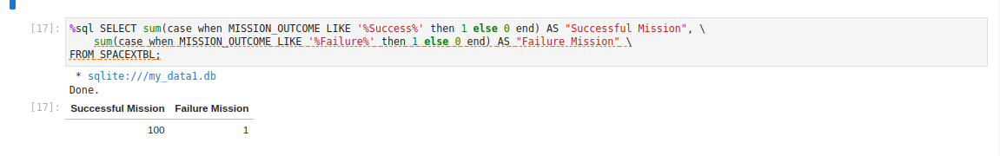 [17]: %sql SELECT sum(case when MISSION_OUTCOME LIKE '%Success%' then 1 else 0 end) AS "Successful Mission", \
sum(case when MISSION_OUTCOME LIKE '%Failure%' then 1 else 0 end) AS "Failure Mission" \
FROM SPACEXTBL;
* sqlite:///my_data1.db
Done.
[17]: Successful Mission Failure Mission
100 1